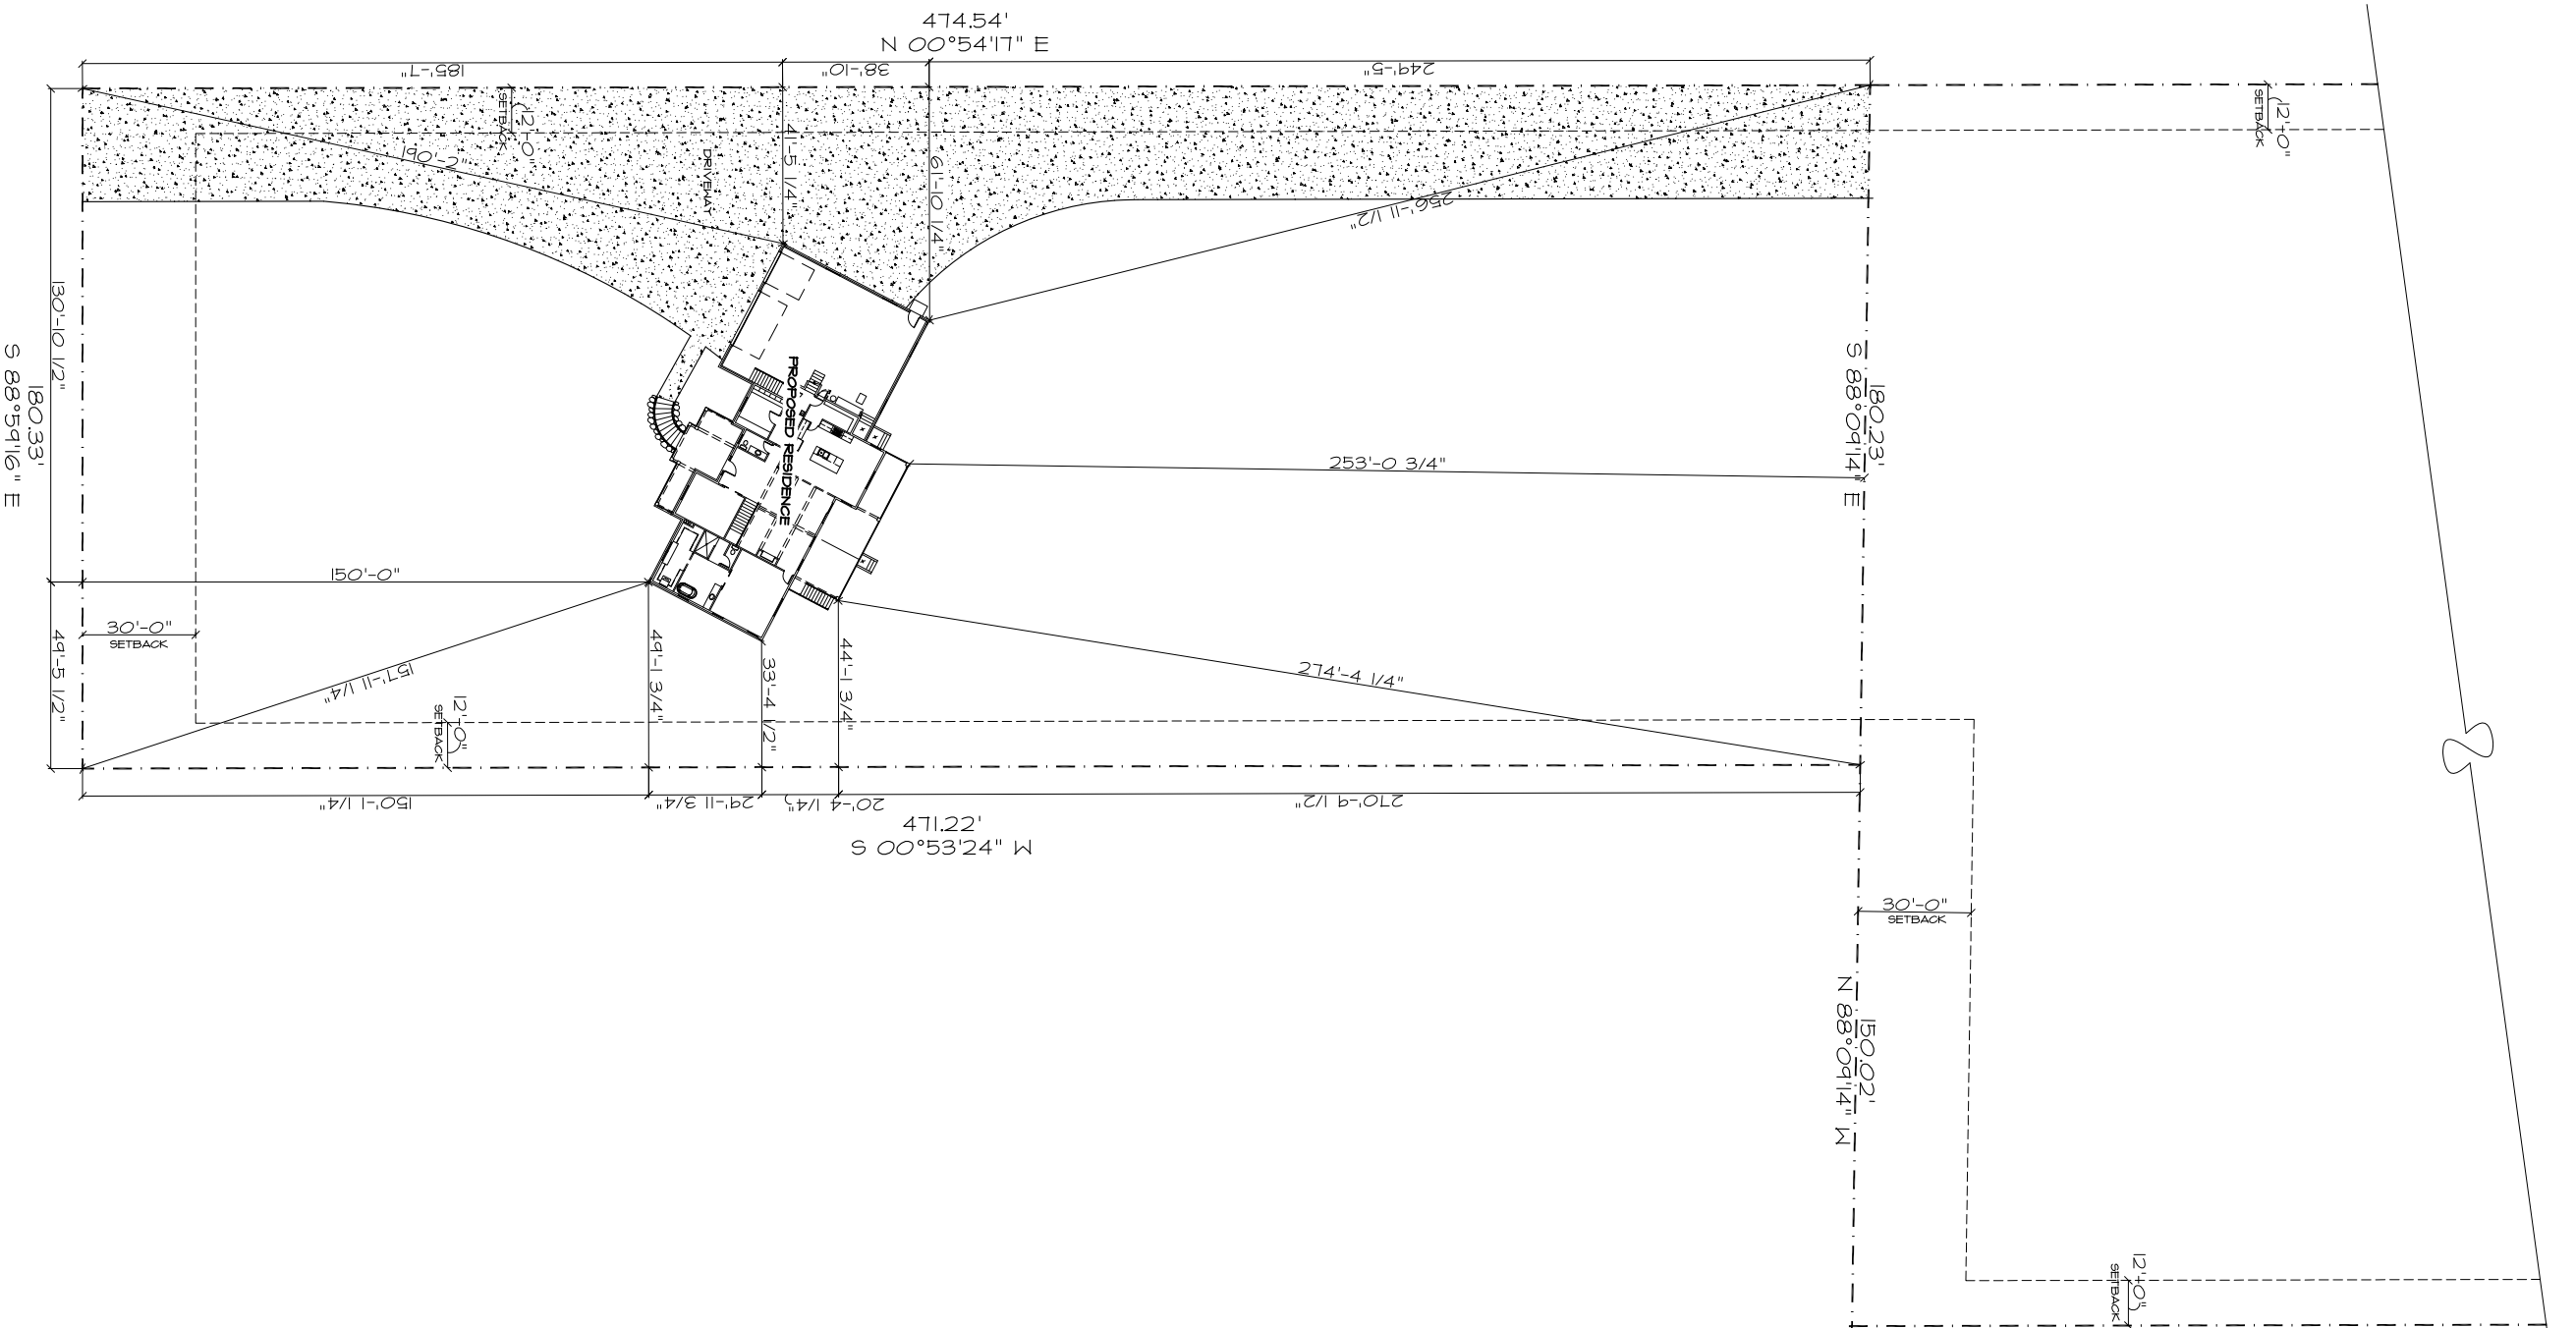 474.54'
N 00°54'17" E
185'-7"
38'-10"
249'-5"
SETBACK
12'-0"
190'-2"
DRIVEWAY
41'-5 1/4"
61'-10 1/4"
256'-11 1/2"
SETBACK
12'-0"
130'-10 1/2"
180.33'
S 88°59'16" E
PROPOSED RESIDENCE
253'-0 3/4"
180.23'
S 88°09'14" E
150'-0"
30'-0"
SETBACK
49'-5 1/2"
157'-11 1/4"
12'-0"
SETBACK
49'-1 3/4"
33'-4 1/2"
44'-1 3/4"
274'-4 1/4"
150'-1 1/4"
29'-11 3/4"
20'-4 1/4"
270'-9 1/2"
471.22'
S 00°53'24" W
30'-0"
SETBACK
150.02'
N 88°09'14" W
12'-0"
SETBACK